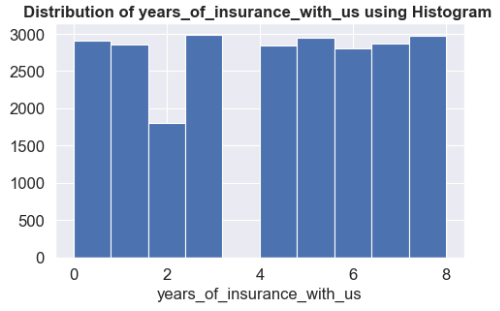 Distribution of years_of_insurance_with_us using Histogram
3000
2500
2000
1500
1000
500
0
0 2 4 6 8
years_of_insurance_with_us